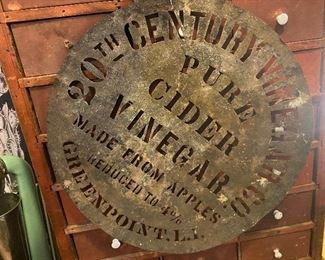 20TH CENTURY VINEGAR CO
PURE
CIDER
VINEGAR
MADE FROM APPLES
REDUCED TO 4%
GREENPOINT. L.I.